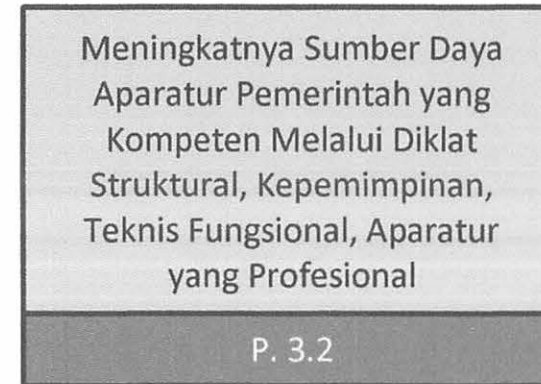 Meningkatnya Sumber Daya
Aparatur Pemerintah yang
Kompeten Melalui Diklat
Struktural, Kepemimpinan,
Teknis Fungsional, Aparatur
yang Profesional
P. 3.2